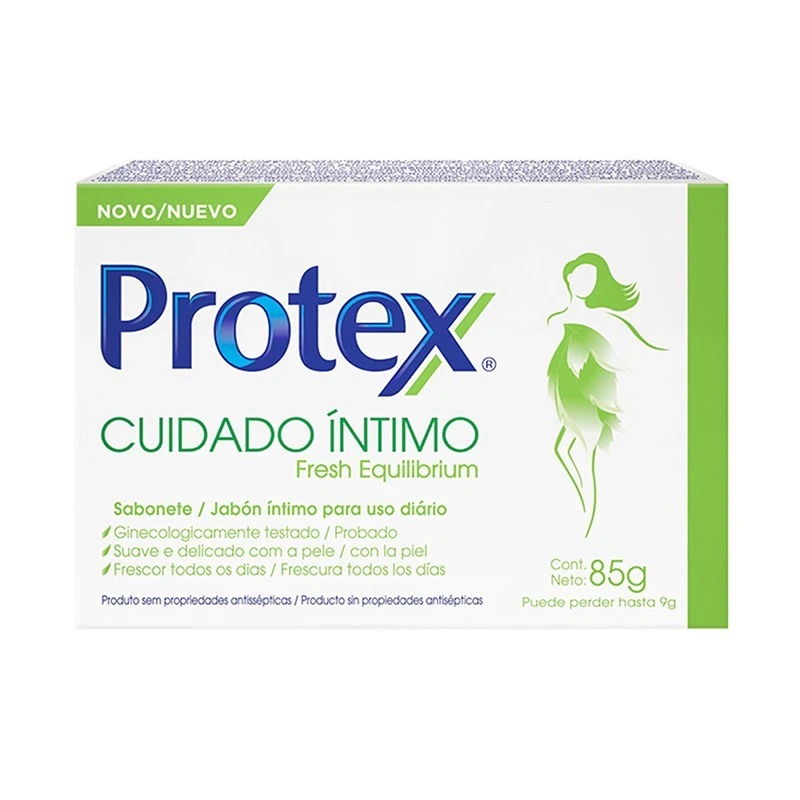 NOVO/NUEVO
Protex®
CUIDADO ÍNTIMO
Fresh Equilibrium
Sabonete / Jabón íntimo para uso diário
Ginecologicamente testado / Probado
Suave e delicado com a pele / con la piel
Frescor todos os dias / Frescura todos los días
Produto sem propriedades antissépticas / Producto sin propiedades antisépticas
Cont.
Neto: 85g
Puede perder hasta 9g